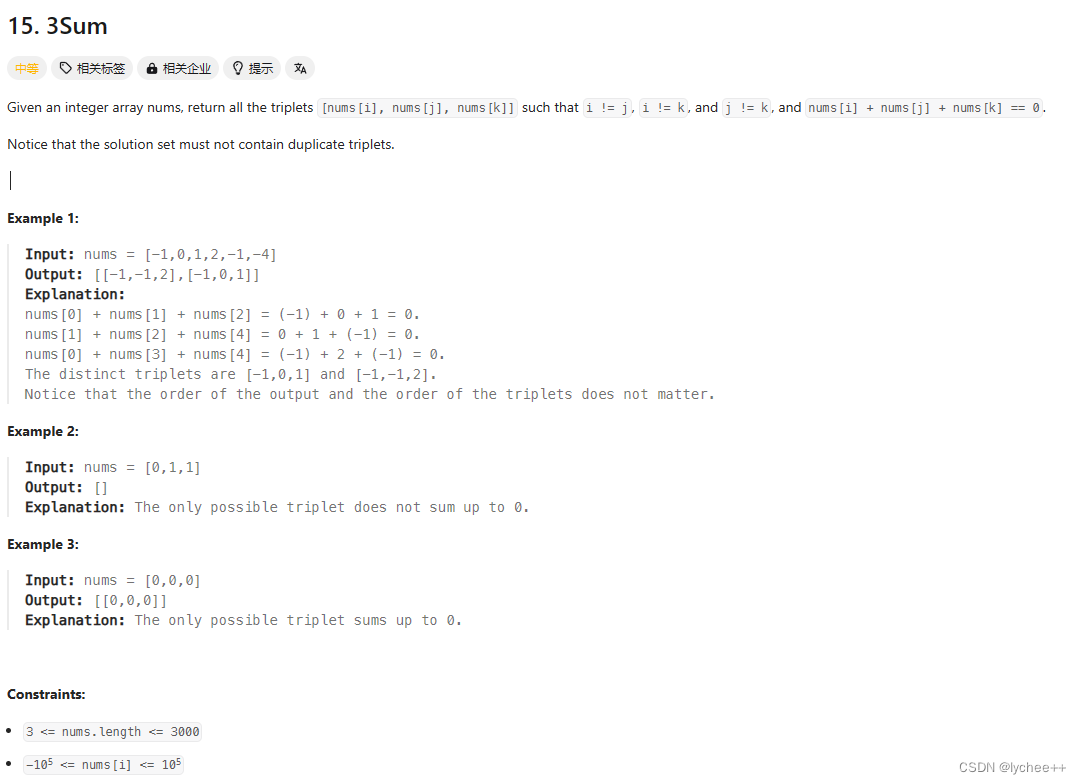 15. 3Sum
中等 相关标签 相关企业 提示
Given an integer array nums, return all the triplets [nums[i], nums[j], nums[k]] such that i != j, i != k, and j != k, and nums[i] + nums[j] + nums[k] == 0.
Notice that the solution set must not contain duplicate triplets.
Example 1:
Input: nums = [-1,0,1,2,-1,-4]
Output: [[-1,-1,2],[-1,0,1]]
Explanation:
nums[0] + nums[1] + nums[2] = (-1) + 0 + 1 = 0.
nums[1] + nums[2] + nums[4] = 0 + 1 + (-1) = 0.
nums[0] + nums[3] + nums[4] = (-1) + 2 + (-1) = 0.
The distinct triplets are [-1,0,1] and [-1,-1,2].
Notice that the order of the output and the order of the triplets does not matter.
Example 2:
Input: nums = [0,1,1]
Output: []
Explanation: The only possible triplet does not sum up to 0.
Example 3:
Input: nums = [0,0,0]
Output: [[0,0,0]]
Explanation: The only possible triplet sums up to 0.
Constraints:
• 3 <= nums.length <= 3000
• -10⁵ <= nums[i] <= 10⁵
CSDN @lychee++